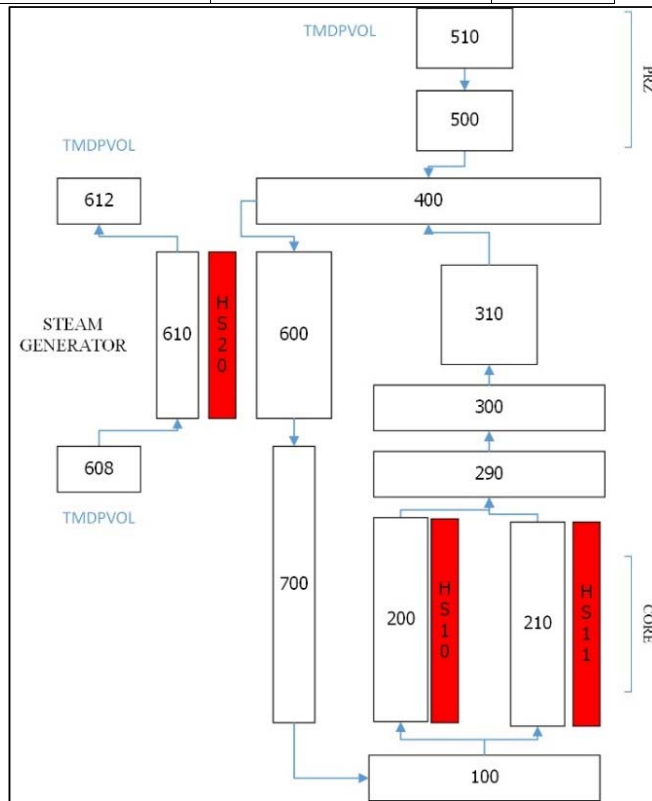 TMDPVOL
510
PRZ
500
TMDPVOL
612
400
STEAM
GENERATOR
610
HS20
600
310
300
608
290
TMDPVOL
700
200
HS10
210
HS11
CORE
100